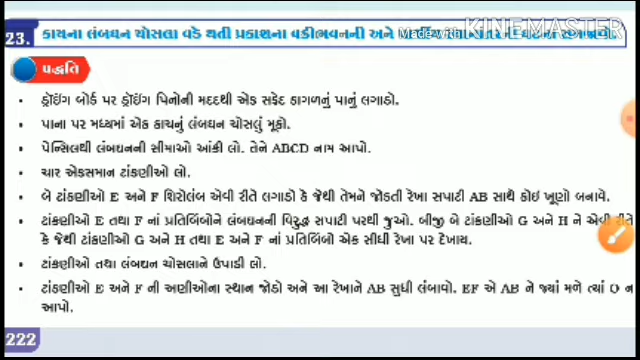 23. કાચના લંબઘન ચોસલા વડે થતી પ્રકાશના વક્રીભવનની અને
Made with KINEMASTER
પદ્ધતિ
• ડ્રૉઇંગ બોર્ડ પર ડ્રૉઇંગ પિનોની મદદથી એક સફેદ કાગળનું પાનું લગાડો.
• પાના પર મધ્યમાં એક કાચનું લંબઘન ચોસલું મૂકો.
• પેન્સિલથી લંબઘનની સીમાઓ આંકી લો. તેને ABCD નામ આપો.
• ચાર એકસમાન ટાંકણીઓ લો.
• બે ટાંકણીઓ E અને F શિરોલંબ એવી રીતે લગાડો કે જેથી તેમને જોડતી રેખા સપાટી AB સાથે કોઇ ખૂણો બનાવે.
• ટાંકણીઓ E તથા F નાં પ્રતિબિંબોને લંબઘનની વિરુદ્ધ સપાટી પરથી જુઓ. બીજી બે ટાંકણીઓ G અને H ને એવી રીતે
કે જેથી ટાંકણીઓ G અને H તથા E અને F નાં પ્રતિબિંબો એક સીધી રેખા પર દેખાય.
• ટાંકણીઓ તથા લંબઘન ચોસલાને ઉપાડી લો.
• ટાંકણીઓ E અને F ની અણીઓના સ્થાન જોડો અને આ રેખાને AB સુધી લંબાવો. EF એ AB ને જ્યાં મળે ત્યાં O ન
આપો.
222